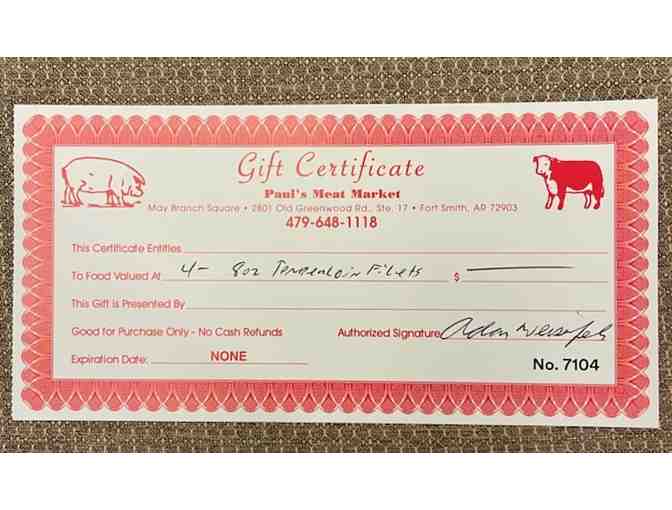 Gift Certificate
Paul's Meat Market
May Branch Square • 2801 Old Greenwood Rd., Ste. 17 • Fort Smith, AR 72903
479-648-1118
This Certificate Entitles
To Food Valued At 4- 8oz Tenderloin Filets $
This Gift is Presented By
Good for Purchase Only - No Cash Refunds Authorized Signature
Expiration Date: NONE No. 7104